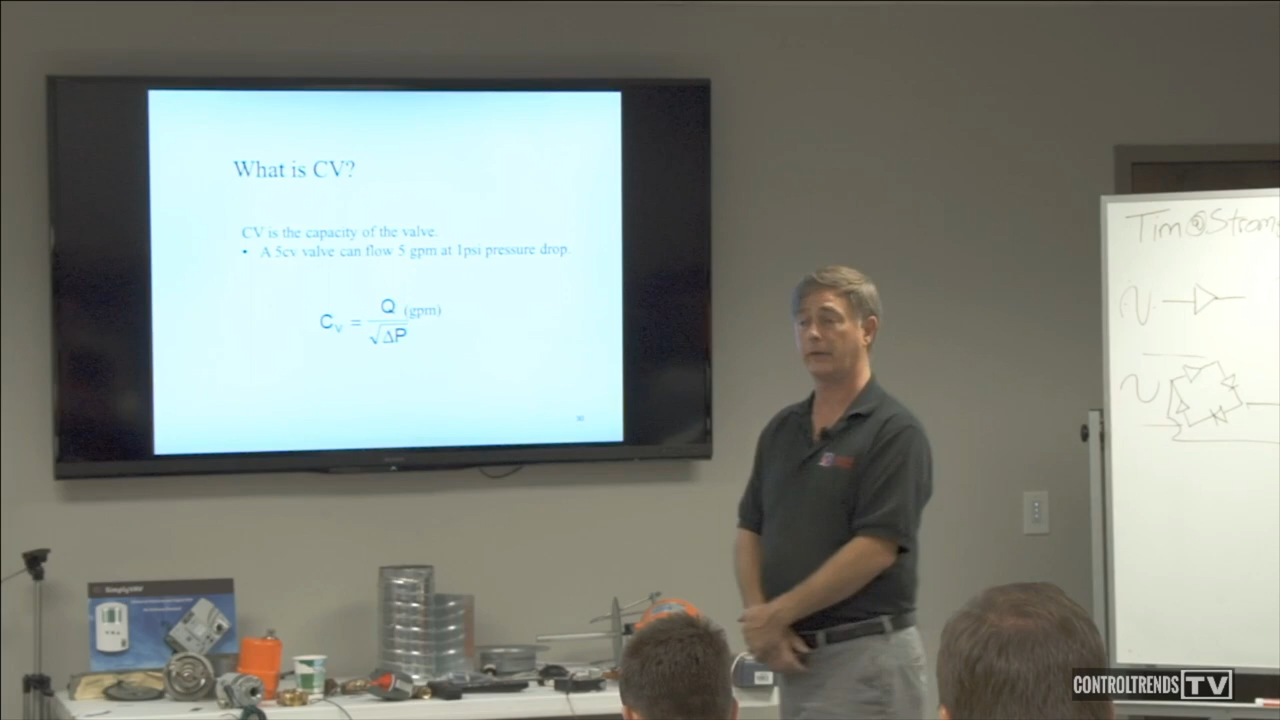 What is CV?
CV is the capacity of the valve.
• A 5cv valve can flow 5 gpm at 1psi pressure drop.
C_V = Q (gpm) / √ΔP
30
Tim@Strom
CONTROLTRENDS TV